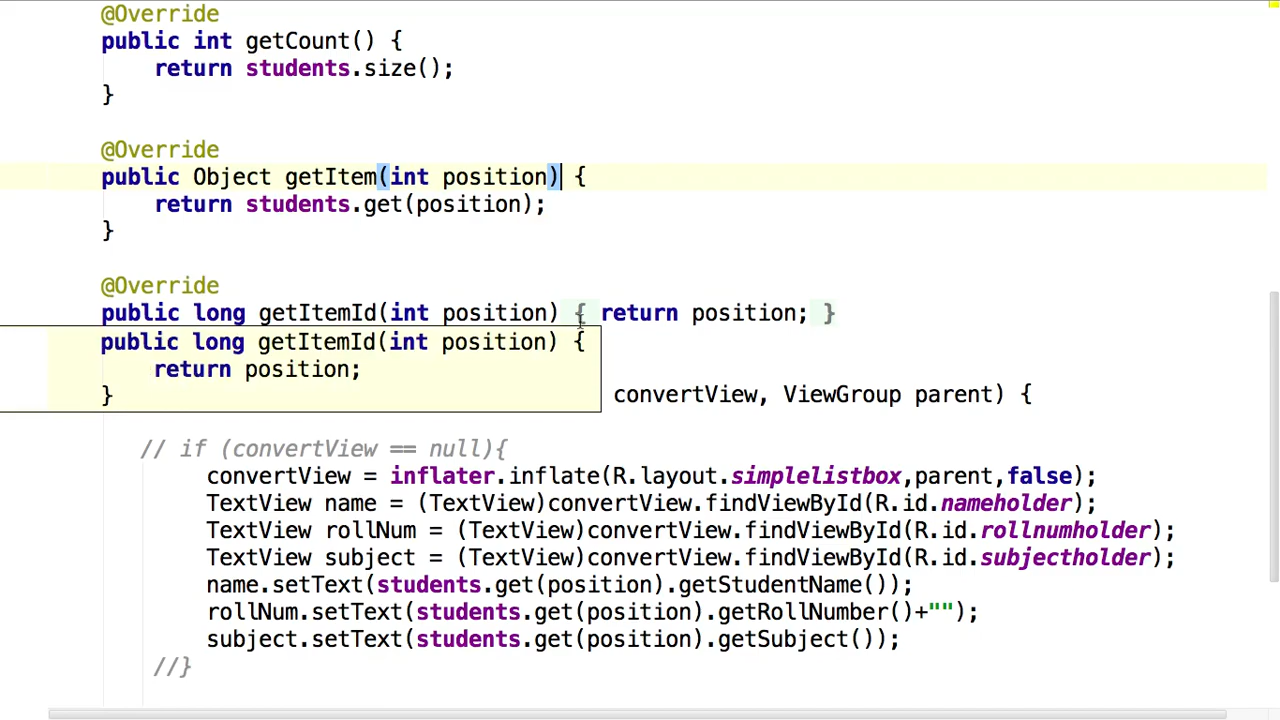 @Override
public int getCount() {
return students.size();
}
@Override
public Object getItem(int position) {
return students.get(position);
}
@Override
public long getItemId(int position) { return position; }
public long getItemId(int position) {
return position;
}
convertView, ViewGroup parent) {
// if (convertView == null){
convertView = inflater.inflate(R.layout.simplelistbox,parent,false);
TextView name = (TextView)convertView.findViewById(R.id.nameholder);
TextView rollNum = (TextView)convertView.findViewById(R.id.rollnumholder);
TextView subject = (TextView)convertView.findViewById(R.id.subjectholder);
name.setText(students.get(position).getStudentName());
rollNum.setText(students.get(position).getRollNumber()+"");
subject.setText(students.get(position).getSubject());
//}